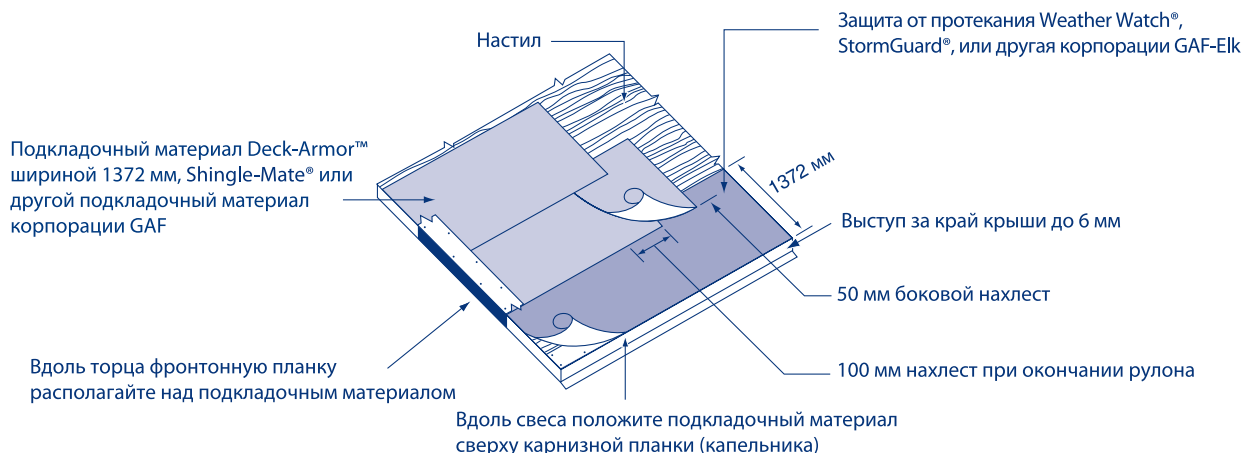 Защита от протекания Weather Watch®,
StormGuard®, или другая корпорации GAF-Elk
Настил
Подкладочный материал Deck-Armor™
шириной 1372 мм, Shingle-Mate® или
другой подкладочный материал
корпорации GAF
1372 мм
Выступ за край крыши до 6 мм
50 мм боковой нахлест
Вдоль торца фронтонную планку
располагайте над подкладочным материалом
100 мм нахлест при окончании рулона
Вдоль свеса положите подкладочный материал
сверху карнизной планки (капельника)